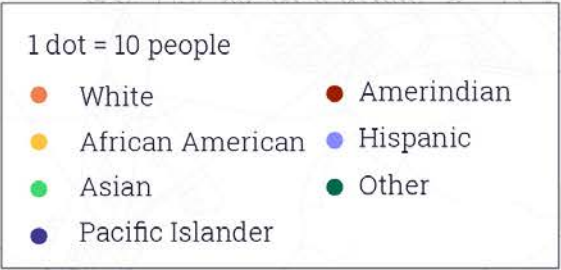 1 dot = 10 people
White
African American
Asian
Pacific Islander
Amerindian
Hispanic
Other